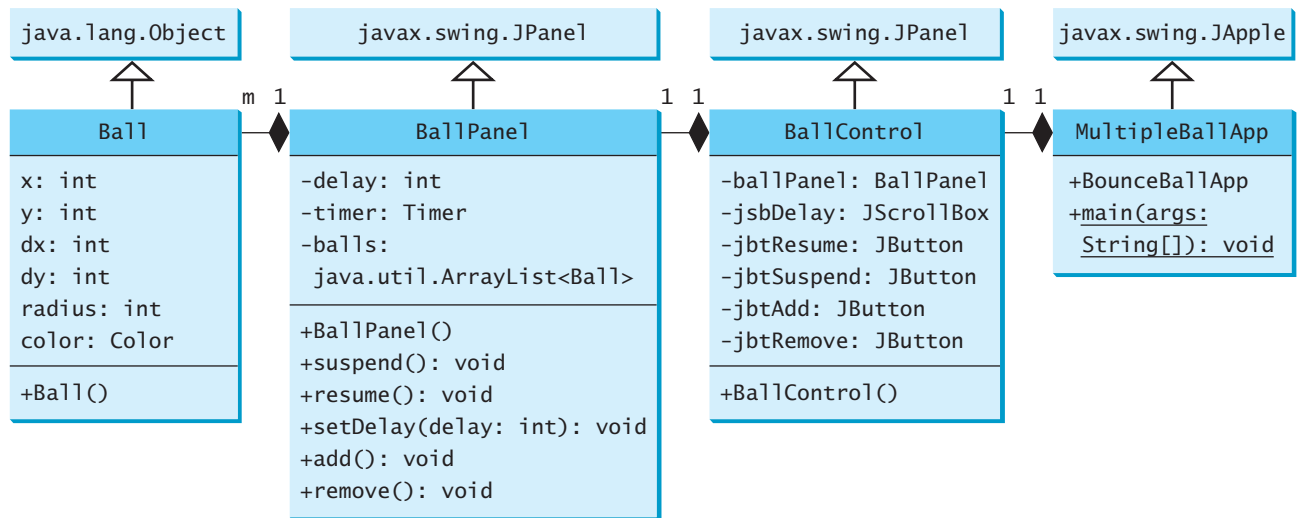 java.lang.Object
javax.swing.JPanel
javax.swing.JPanel
javax.swing.JApple
m 1
1 1
1 1
Ball
x: int
y: int
dx: int
dy: int
radius: int
color: Color
+Ball()
BallPanel
-delay: int
-timer: Timer
-balls:
java.util.ArrayList<Ball>
+BallPanel()
+suspend(): void
+resume(): void
+setDelay(delay: int): void
+add(): void
+remove(): void
BallControl
-ballPanel: BallPanel
-jsbDelay: JScrollBox
-jbtResume: JButton
-jbtSuspend: JButton
-jbtAdd: JButton
-jbtRemove: JButton
+BallControl()
MultipleBallApp
+BounceBallApp
+main(args:
String[]): void